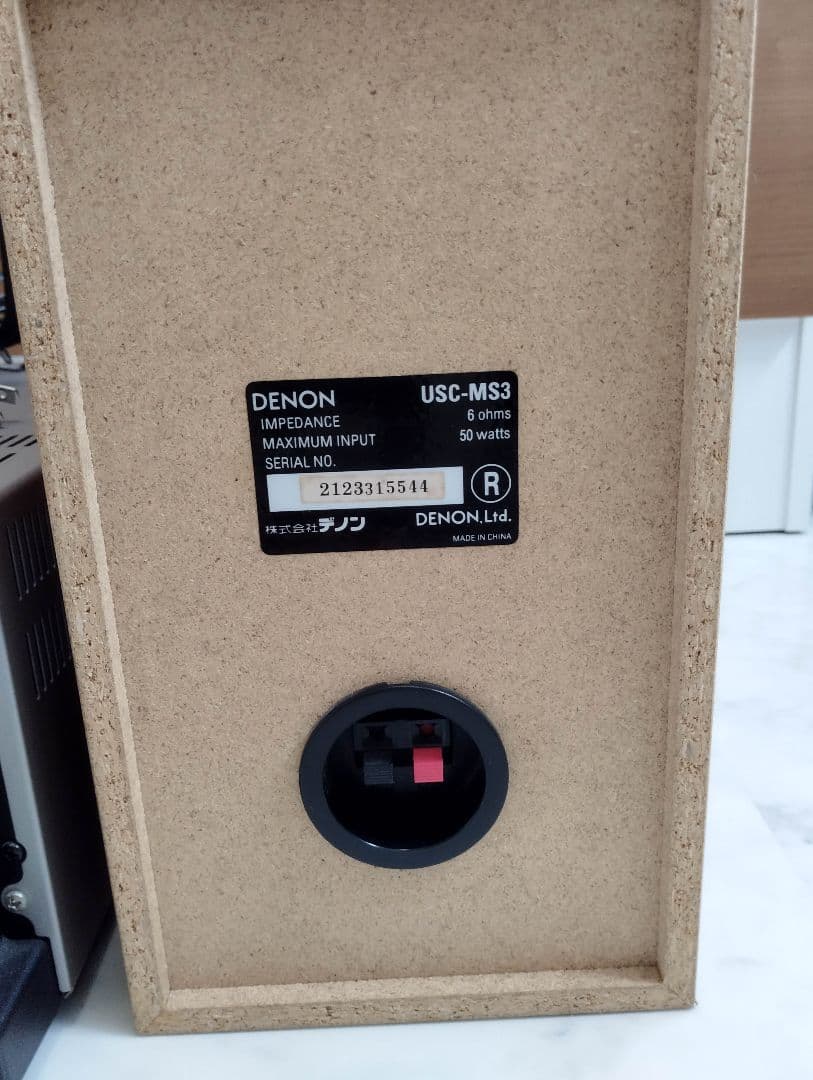 DENON USC-MS3
IMPEDANCE 6 ohms
MAXIMUM INPUT 50 watts
SERIAL NO.
2123315544 R
株式会社デノン DENON, Ltd.
MADE IN CHINA